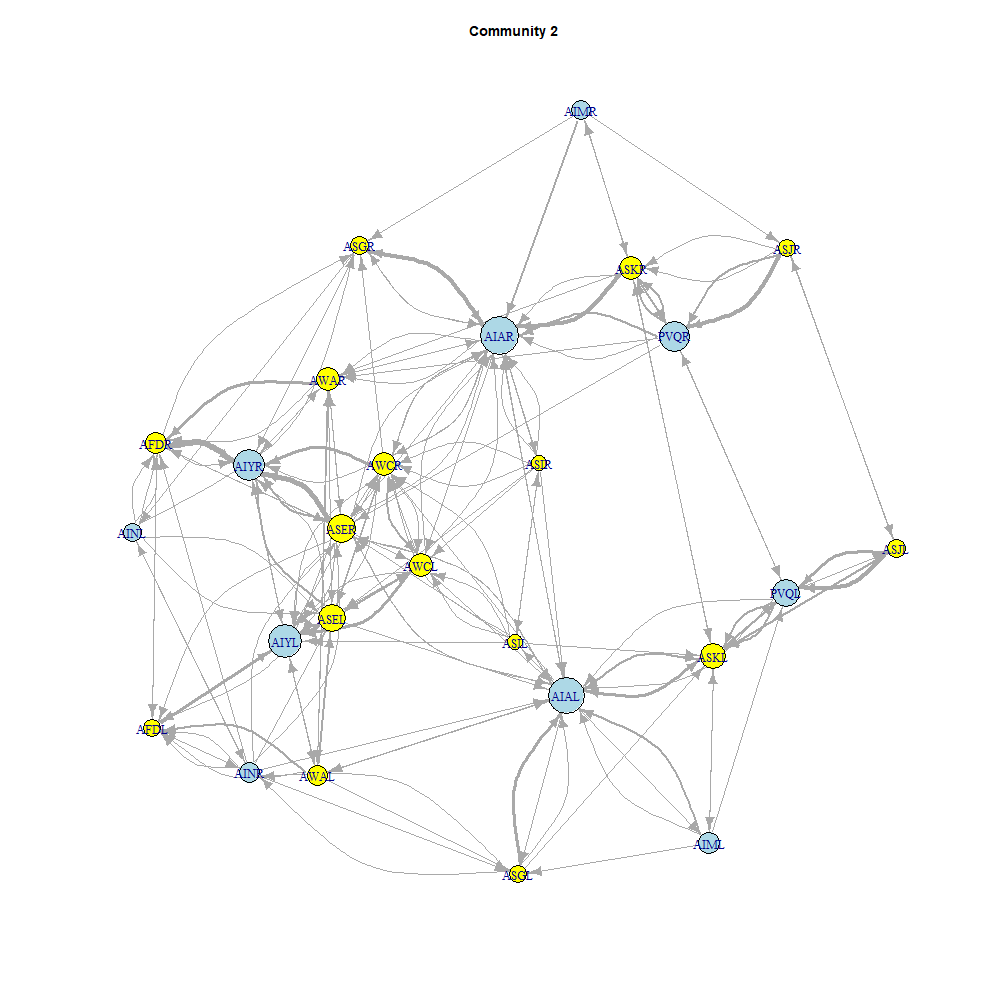 Community 2
AIMR
ASGR
ASJR
ASKR
AIAR
PVQR
AWAR
AFDR
AIYR
AWCR
ASIR
AINL
ASER
ASJL
AWCL
PVQL
ASEL
AIYL
ASIL
ASKL
AIAL
AFDL
AINR
AWAL
AIML
ASGL